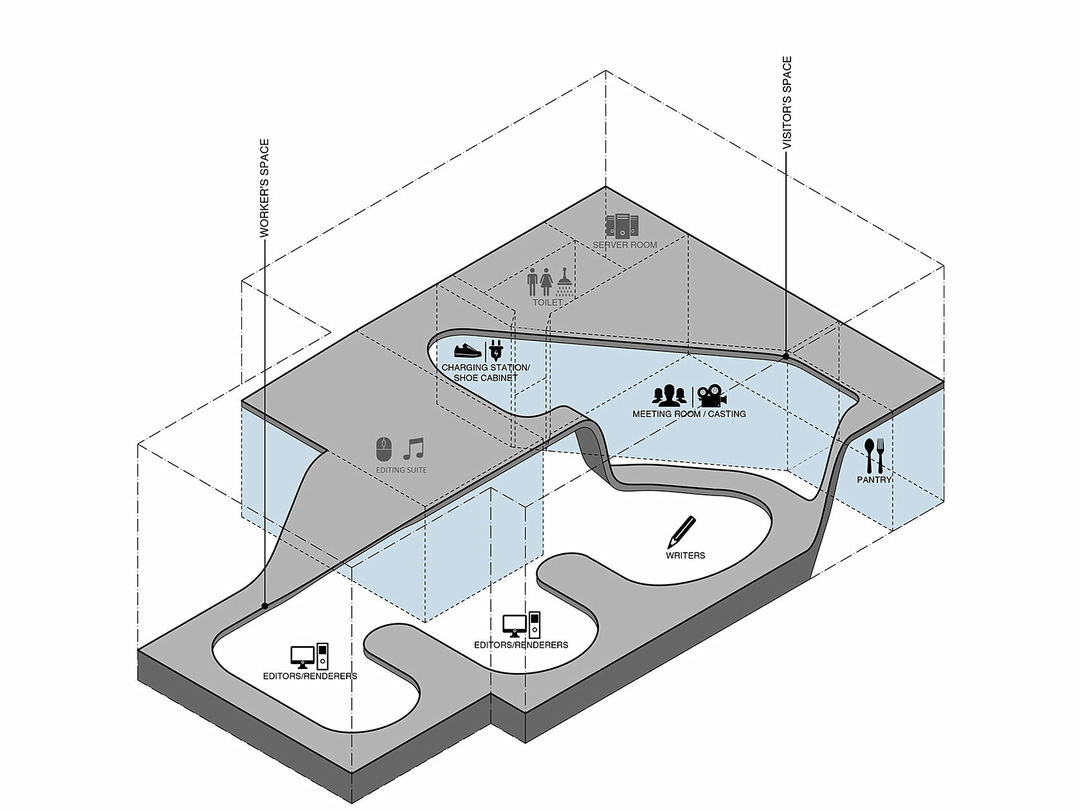 VISITOR'S SPACE
WORKER'S SPACE
SERVER ROOM
TOILET
CHARGING STATION/
SHOE CABINET
MEETING ROOM / CASTING
EDITING SUITE
PANTRY
WRITERS
EDITORS/RENDERERS
EDITORS/RENDERERS